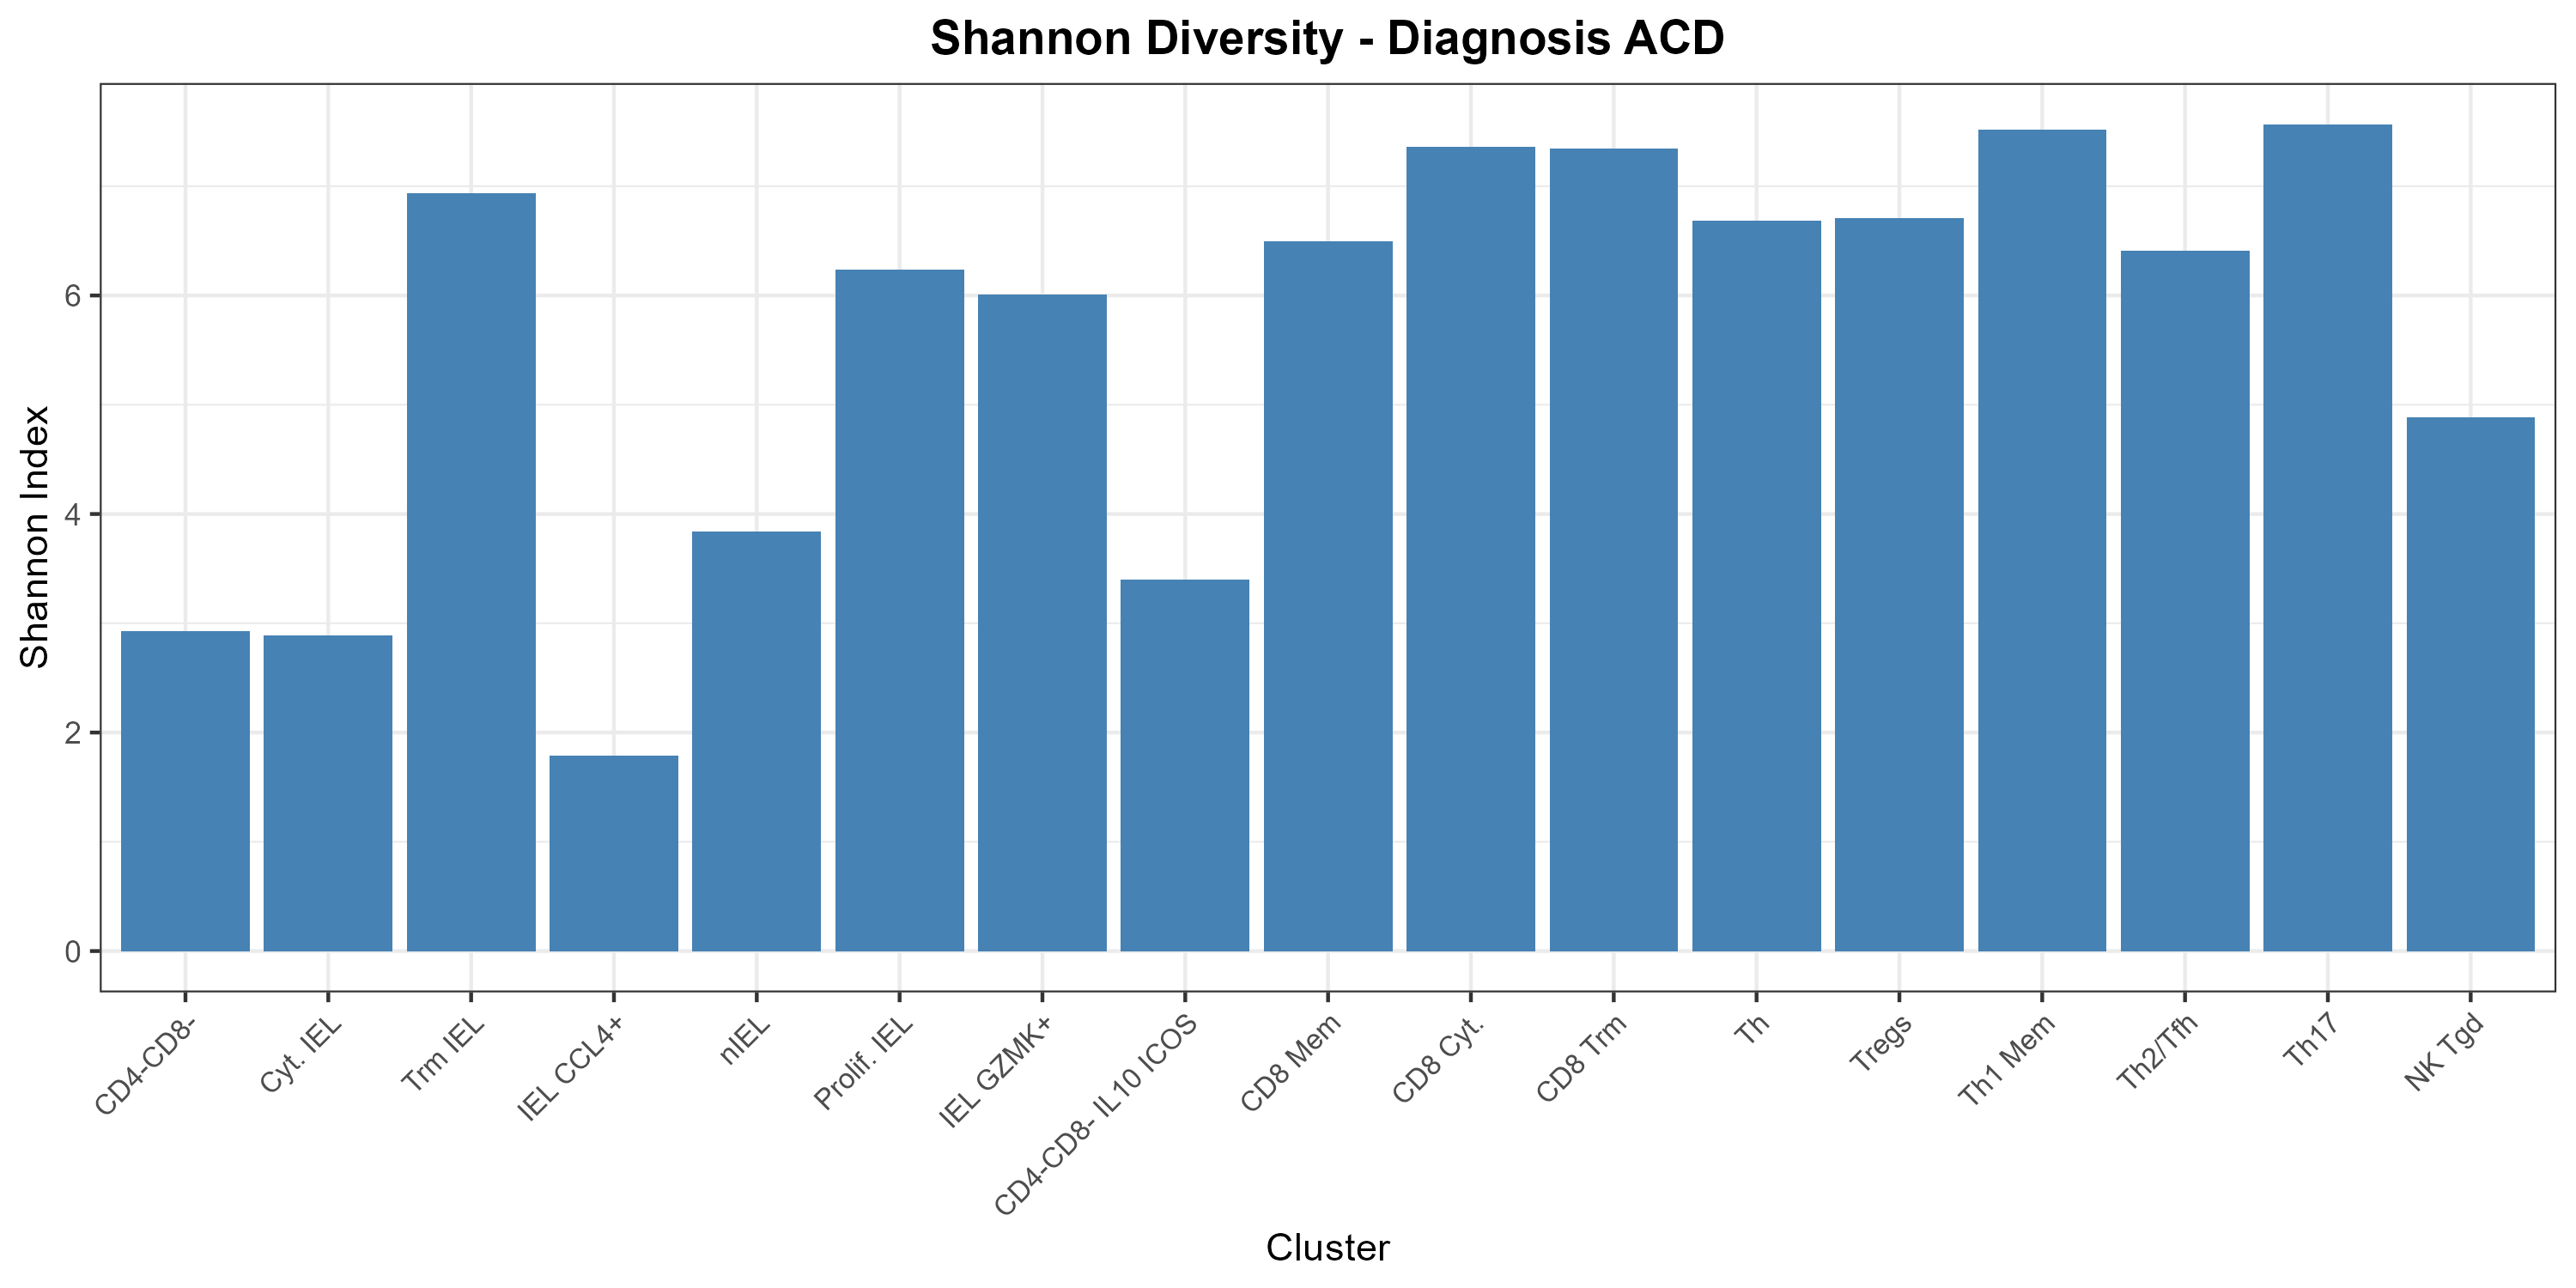 Shannon Diversity - Diagnosis ACD
Shannon Index
6
4
2
0
CD4-CD8-
Cyt. IEL
Trm IEL
IEL CCL4+
nIEL
Prolif. IEL
IEL GZMK+
CD4-CD8- IL10 ICOS
CD8 Mem
CD8 Cyt.
CD8 Trm
Th
Tregs
Th1 Mem
Th2/Tfh
Th17
NK Tgd
Cluster